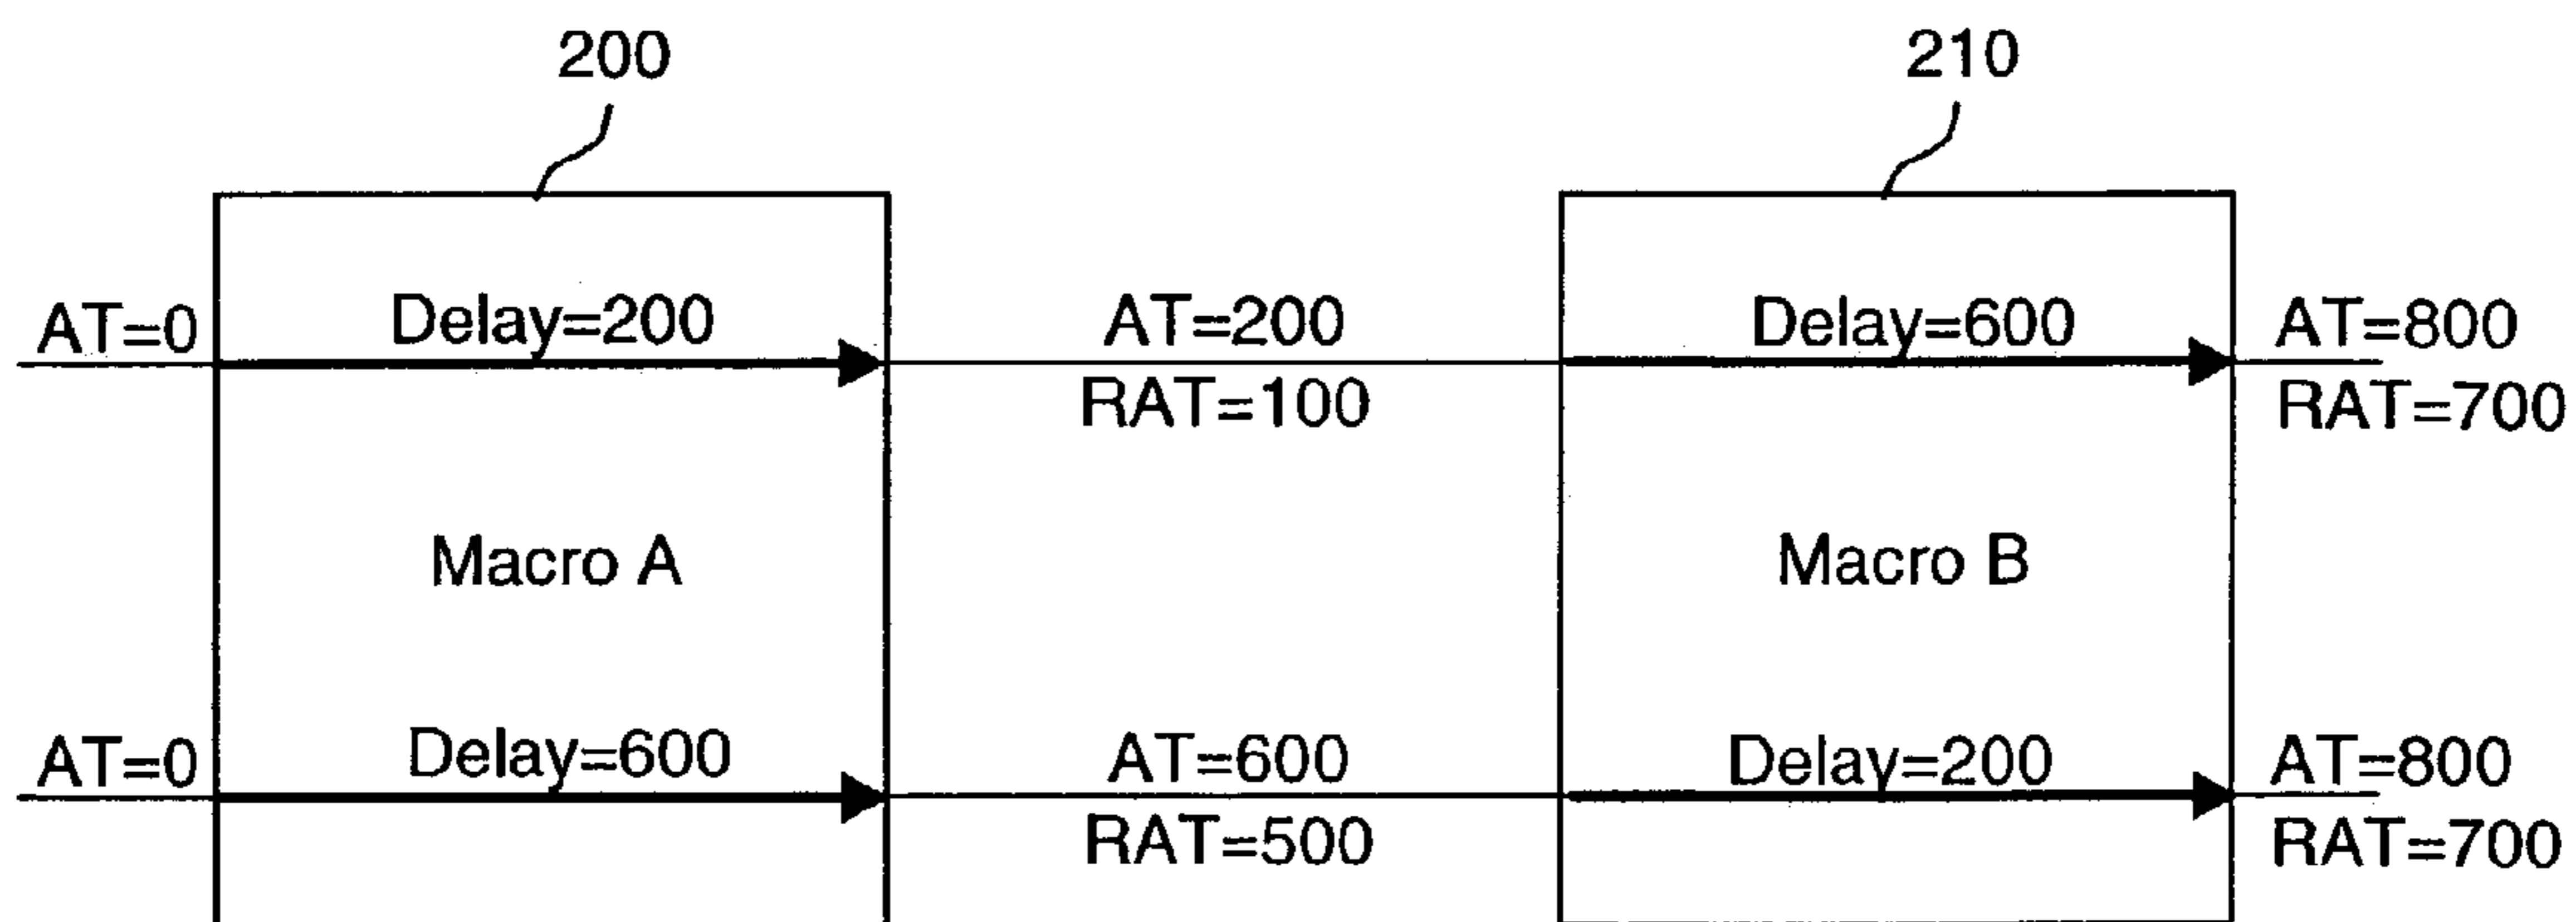 200
210
AT=0
Delay=200
AT=200
RAT=100
Delay=600
AT=800
RAT=700
Macro A
Macro B
AT=0
Delay=600
AT=600
RAT=500
Delay=200
AT=800
RAT=700